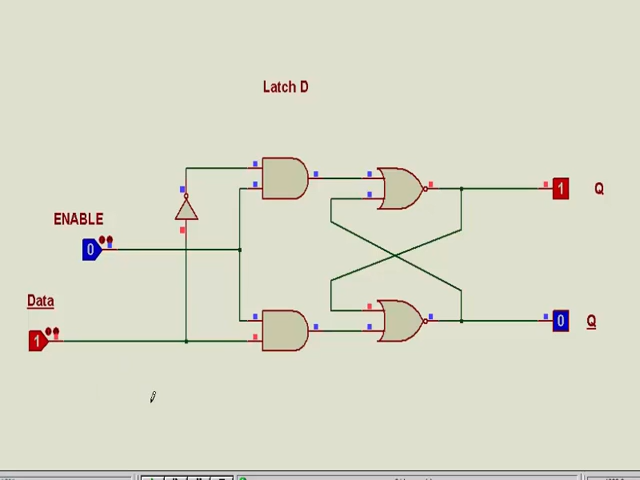 Latch D
1 Q
ENABLE
0
Data
0 Q
1